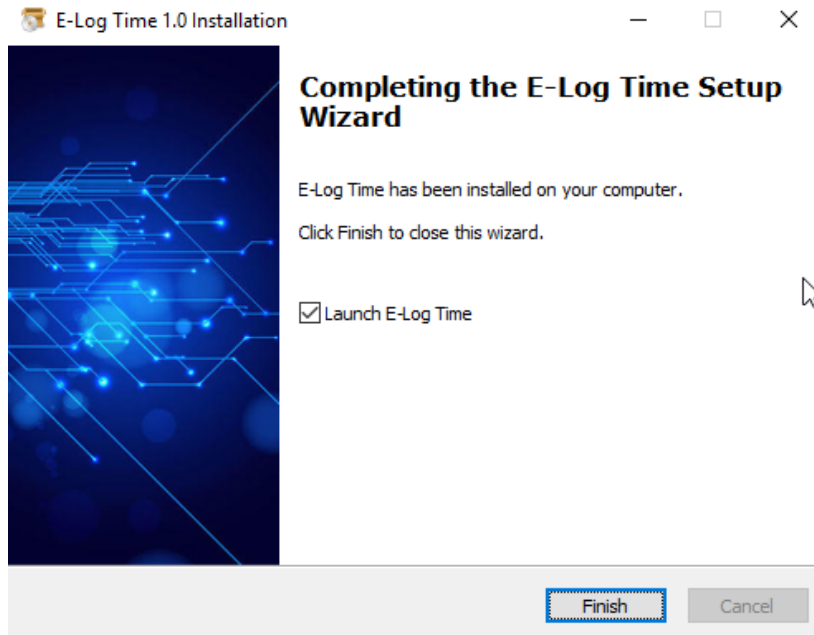 E-Log Time 1.0 Installation
Completing the E-Log Time Setup
Wizard
E-Log Time has been installed on your computer.
Click Finish to close this wizard.
Launch E-Log Time
Finish
Cancel